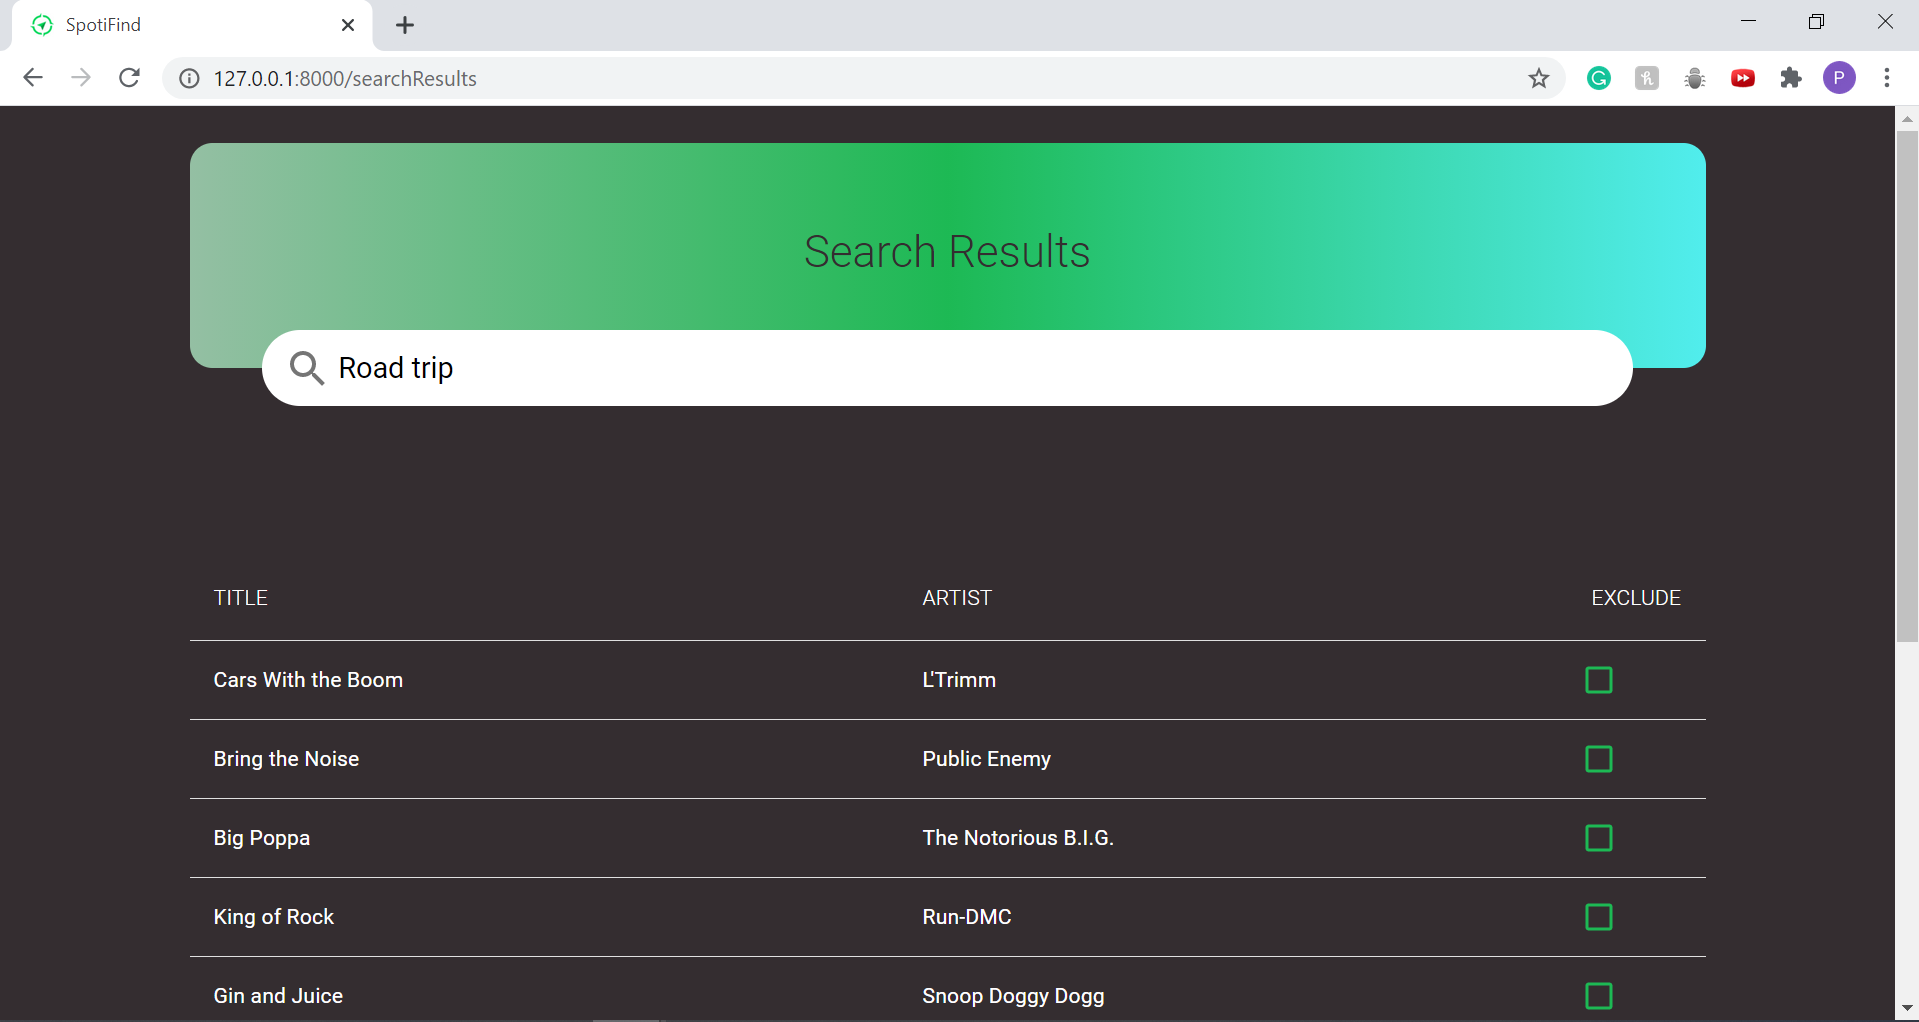 SpotiFind
127.0.0.1:8000/searchResults
P
Search Results
Road trip
TITLE ARTIST EXCLUDE
Cars With the Boom L'Trimm
Bring the Noise Public Enemy
Big Poppa The Notorious B.I.G.
King of Rock Run-DMC
Gin and Juice Snoop Doggy Dogg